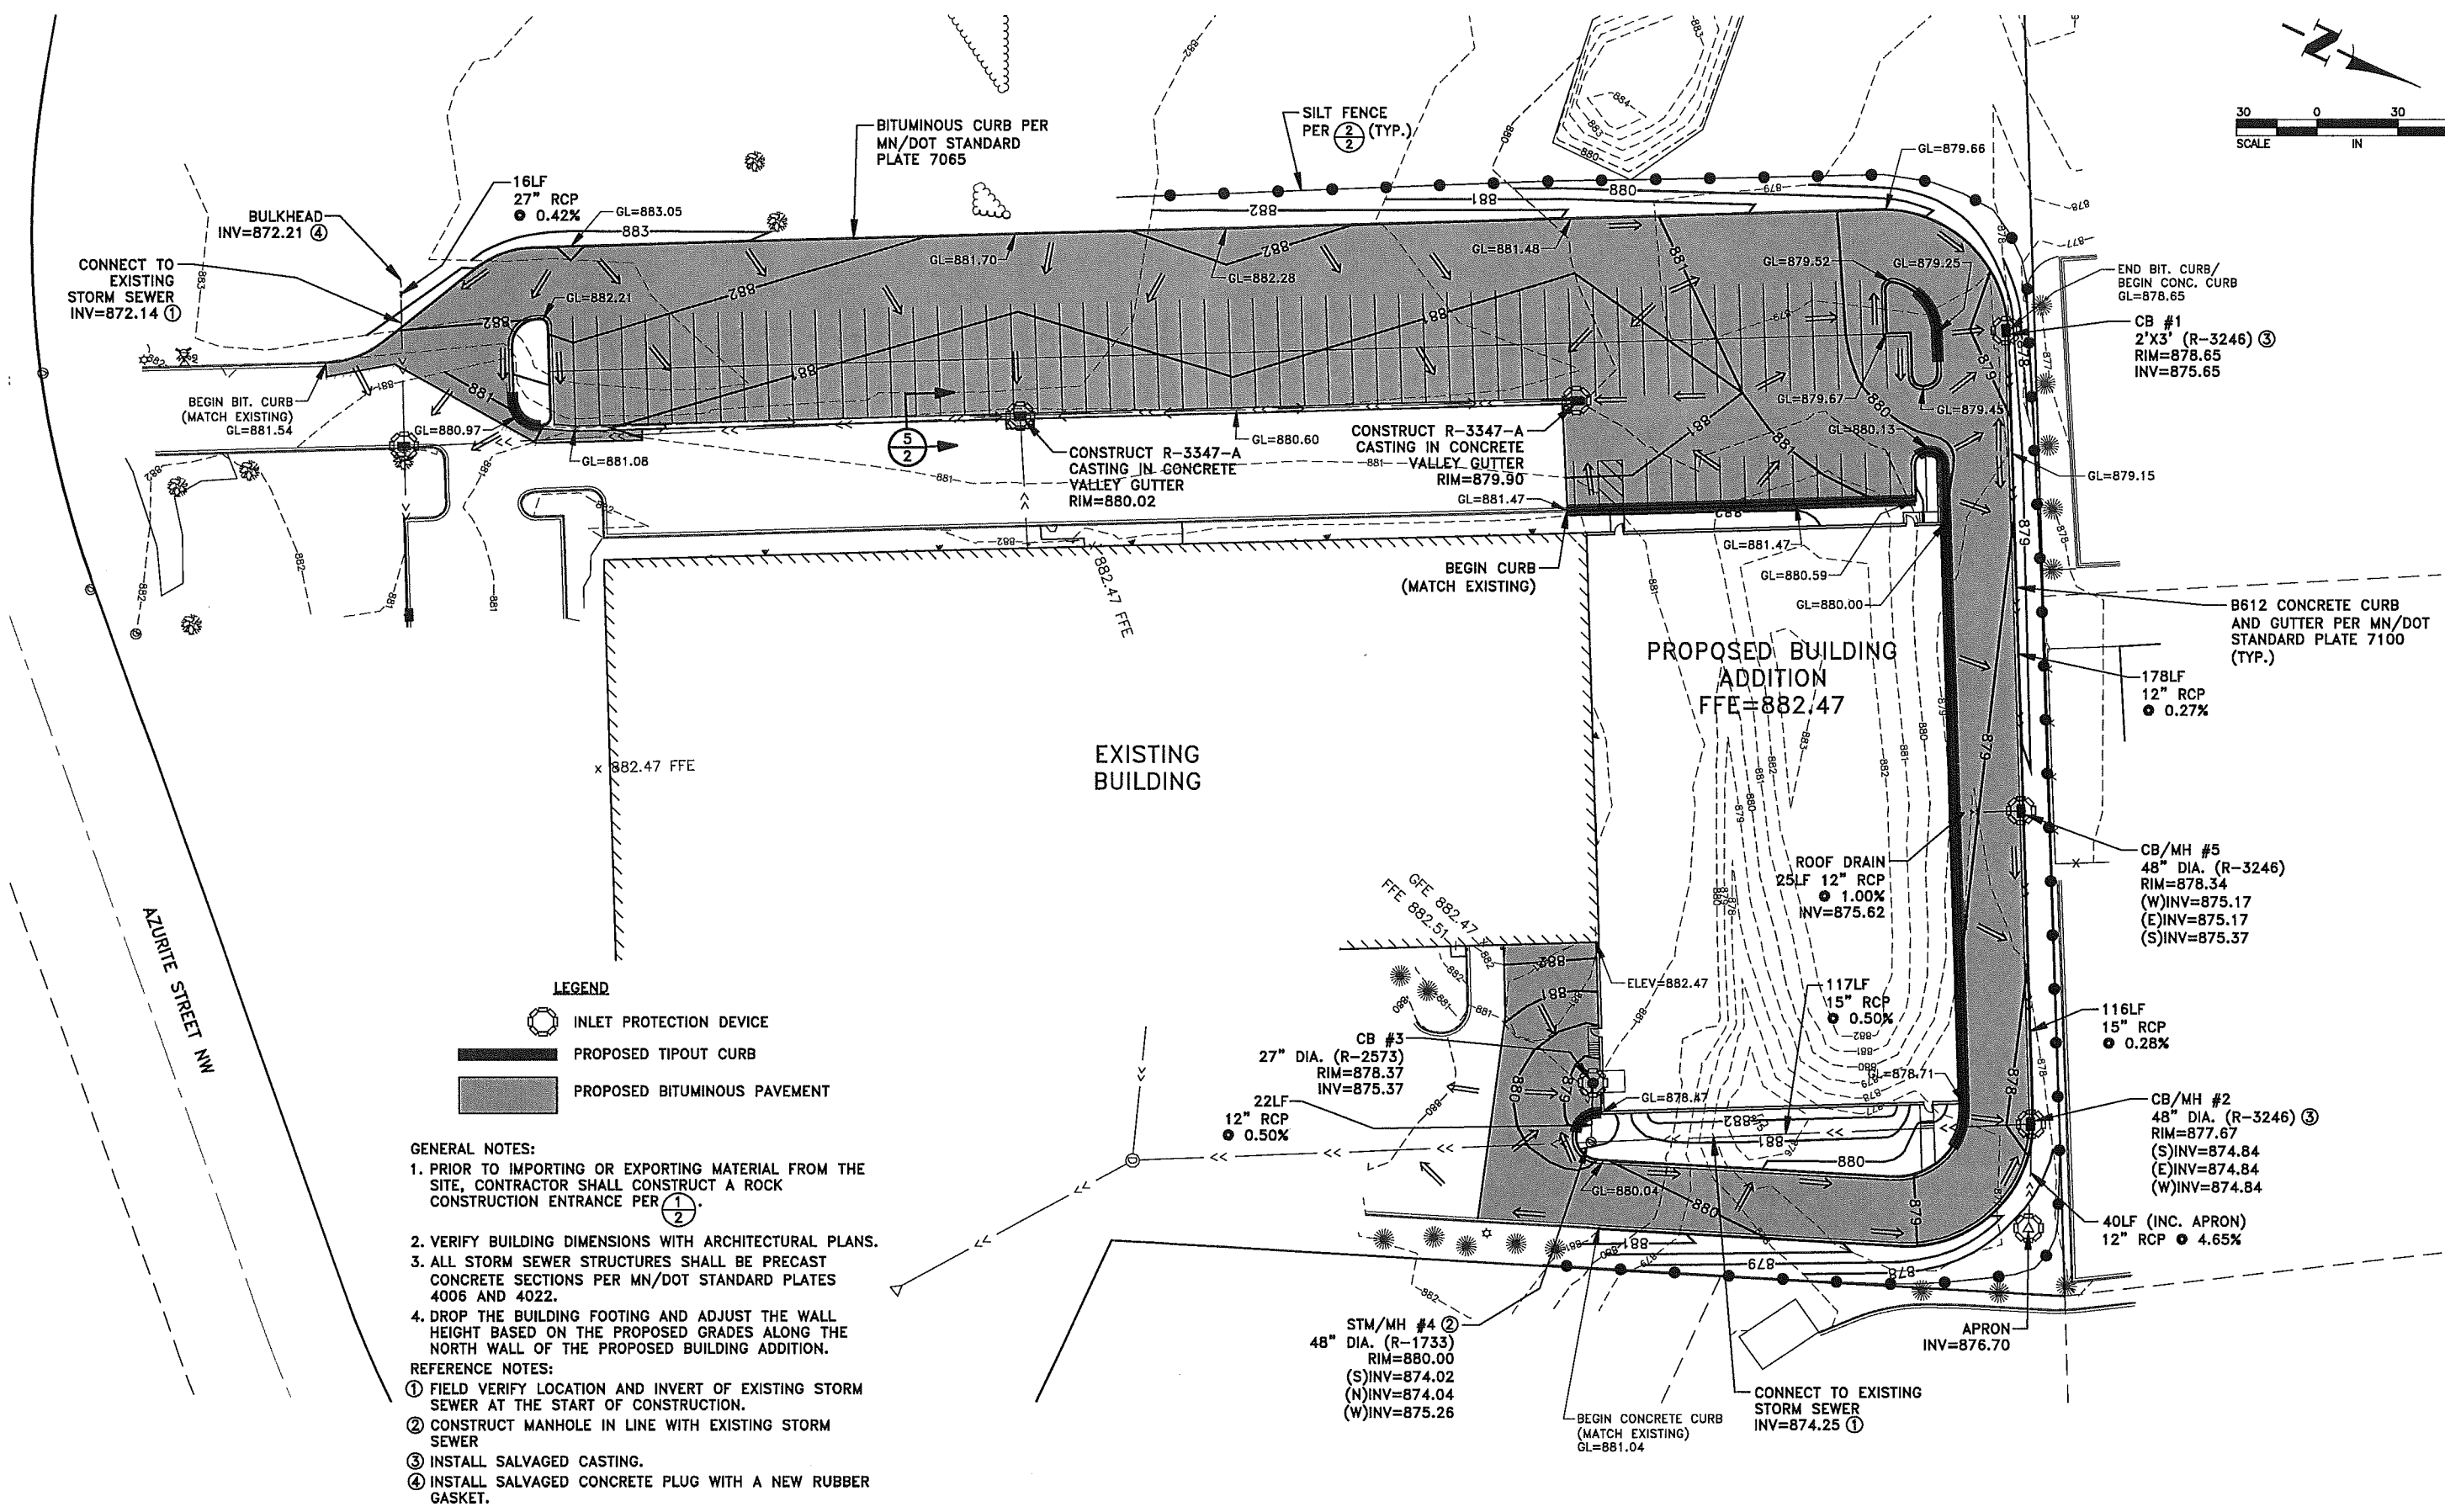 N
30 0 30
SCALE IN
SILT FENCE
PER 2/2 (TYP.)
BITUMINOUS CURB PER
MN/DOT STANDARD
PLATE 7065
GL=879.66
16LF
27" RCP
@ 0.42%
BULKHEAD
INV=872.21 ④
GL=883.05
883
CONNECT TO
EXISTING
STORM SEWER
INV=872.14 ①
GL=881.70
GL=882.28
GL=881.48
GL=879.52
GL=879.25
GL=882.21
882
881
880
END BIT. CURB/
BEGIN CONC. CURB
GL=878.65
CB #1
2'X3' (R-3246) ③
RIM=878.65
INV=875.65
BEGIN BIT. CURB
(MATCH EXISTING)
GL=881.54
GL=880.97
GL=881.08
5
2
GL=880.60
CONSTRUCT R-3347-A
CASTING IN CONCRETE
VALLEY GUTTER
RIM=880.02
CONSTRUCT R-3347-A
CASTING IN CONCRETE
VALLEY GUTTER
RIM=879.90
GL=881.47
GL=879.67
GL=879.45
GL=880.13
GL=879.15
GL=881.47
GL=880.59
GL=880.00
BEGIN CURB
(MATCH EXISTING)
882.47 FFE
B612 CONCRETE CURB
AND GUTTER PER MN/DOT
STANDARD PLATE 7100
(TYP.)
PROPOSED BUILDING
ADDITION
FFE=882.47
178LF
12" RCP
@ 0.27%
EXISTING
BUILDING
x 882.47 FFE
ROOF DRAIN
25LF 12" RCP
@ 1.00%
INV=875.62
CB/MH #5
48" DIA. (R-3246)
RIM=878.34
(W)INV=875.17
(E)INV=875.17
(S)INV=875.37
AZURITE STREET NW
GFE 882.47
FFE 882.51
ELEV=882.47
117LF
15" RCP
@ 0.50%
116LF
15" RCP
@ 0.28%
CB #3
27" DIA. (R-2573)
RIM=878.37
INV=875.37
GL=878.71
GL=878.47
22LF
12" RCP
@ 0.50%
CB/MH #2
48" DIA. (R-3246) ③
RIM=877.67
(S)INV=874.84
(E)INV=874.84
(W)INV=874.84
GL=880.04
40LF (INC. APRON)
12" RCP @ 4.65%
APRON
INV=876.70
STM/MH #4 ②
48" DIA. (R-1733)
RIM=880.00
(S)INV=874.02
(N)INV=874.04
(W)INV=875.26
BEGIN CONCRETE CURB
(MATCH EXISTING)
GL=881.04
CONNECT TO EXISTING
STORM SEWER
INV=874.25 ①
LEGEND
INLET PROTECTION DEVICE
PROPOSED TIPOUT CURB
PROPOSED BITUMINOUS PAVEMENT
GENERAL NOTES:
1. PRIOR TO IMPORTING OR EXPORTING MATERIAL FROM THE
SITE, CONTRACTOR SHALL CONSTRUCT A ROCK
CONSTRUCTION ENTRANCE PER 1/2.
2. VERIFY BUILDING DIMENSIONS WITH ARCHITECTURAL PLANS.
3. ALL STORM SEWER STRUCTURES SHALL BE PRECAST
CONCRETE SECTIONS PER MN/DOT STANDARD PLATES
4006 AND 4022.
4. DROP THE BUILDING FOOTING AND ADJUST THE WALL
HEIGHT BASED ON THE PROPOSED GRADES ALONG THE
NORTH WALL OF THE PROPOSED BUILDING ADDITION.
REFERENCE NOTES:
① FIELD VERIFY LOCATION AND INVERT OF EXISTING STORM
SEWER AT THE START OF CONSTRUCTION.
② CONSTRUCT MANHOLE IN LINE WITH EXISTING STORM
SEWER
③ INSTALL SALVAGED CASTING.
④ INSTALL SALVAGED CONCRETE PLUG WITH A NEW RUBBER
GASKET.